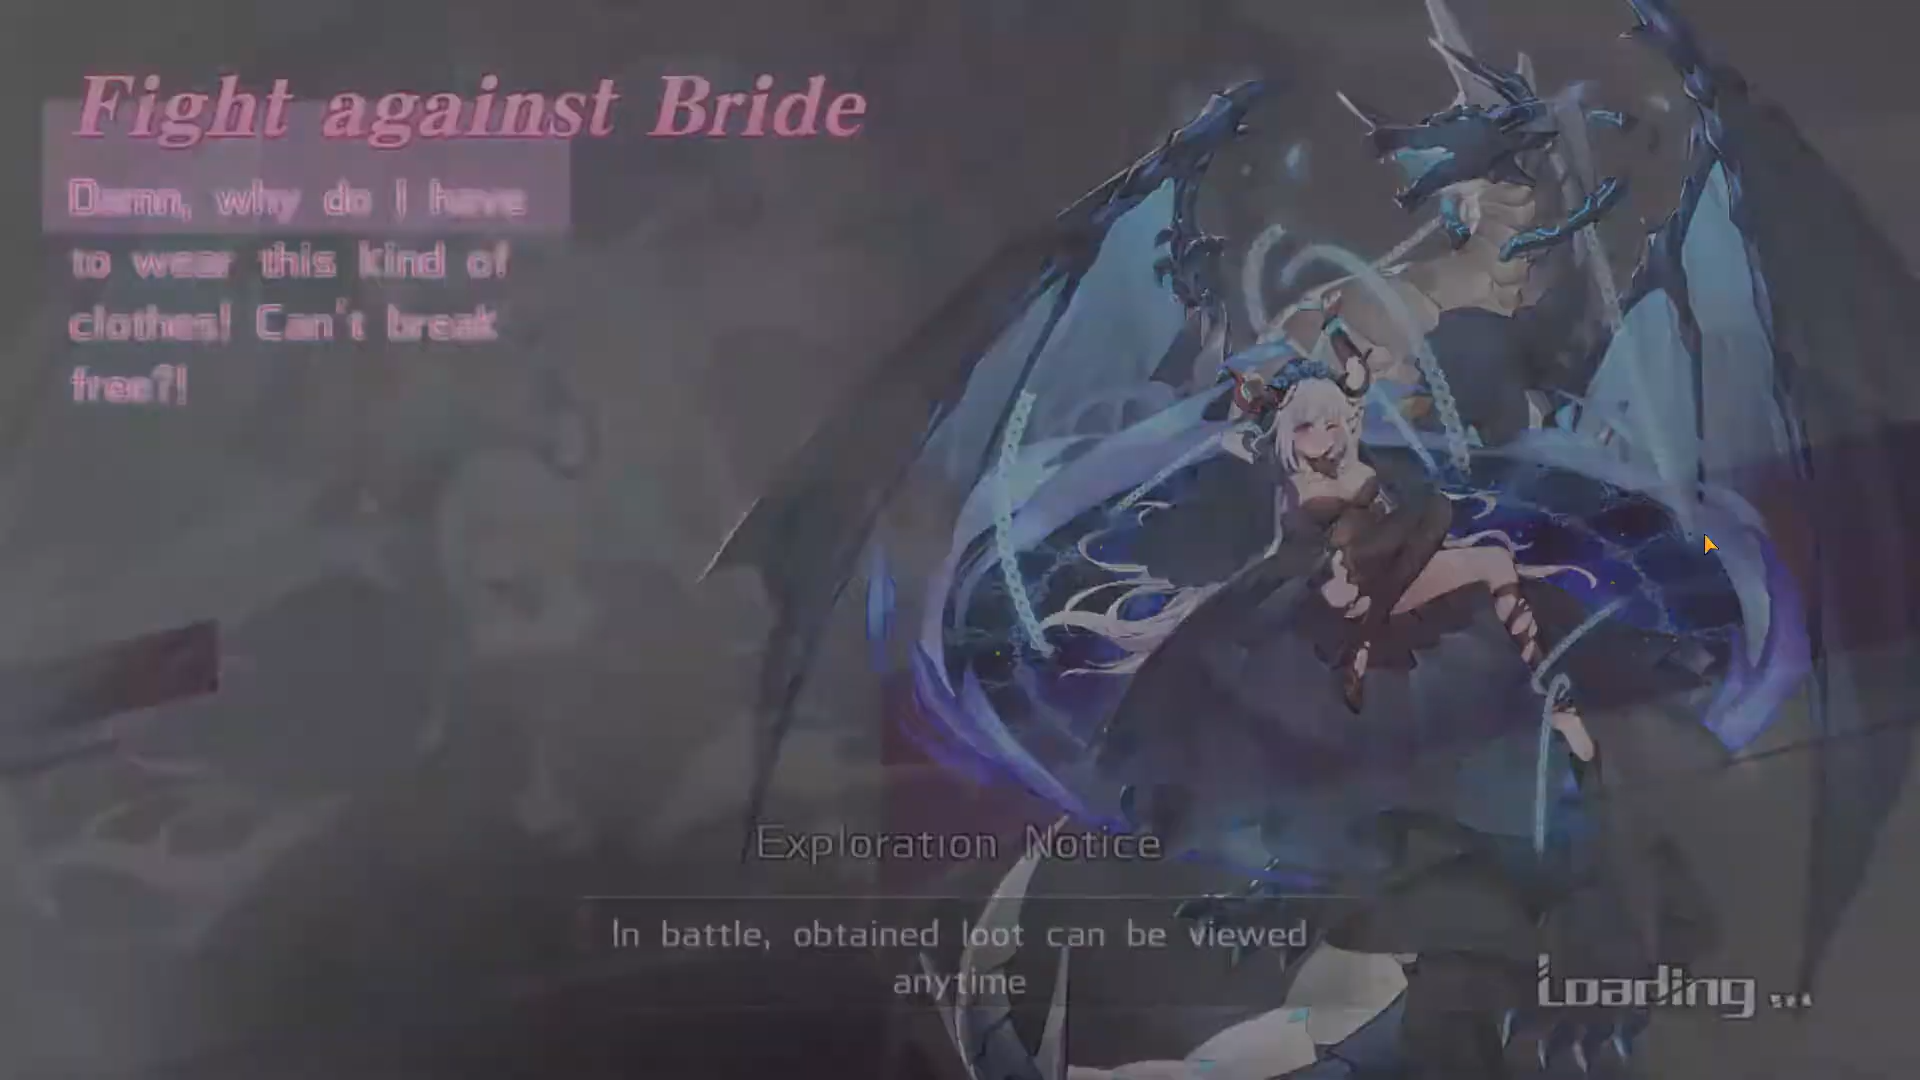 Fight against Bride
Damn, why do I have
to wear this kind of
clothes! Can't break
free?!
Exploration Notice
In battle, obtained loot can be viewed
anytime
Loading...